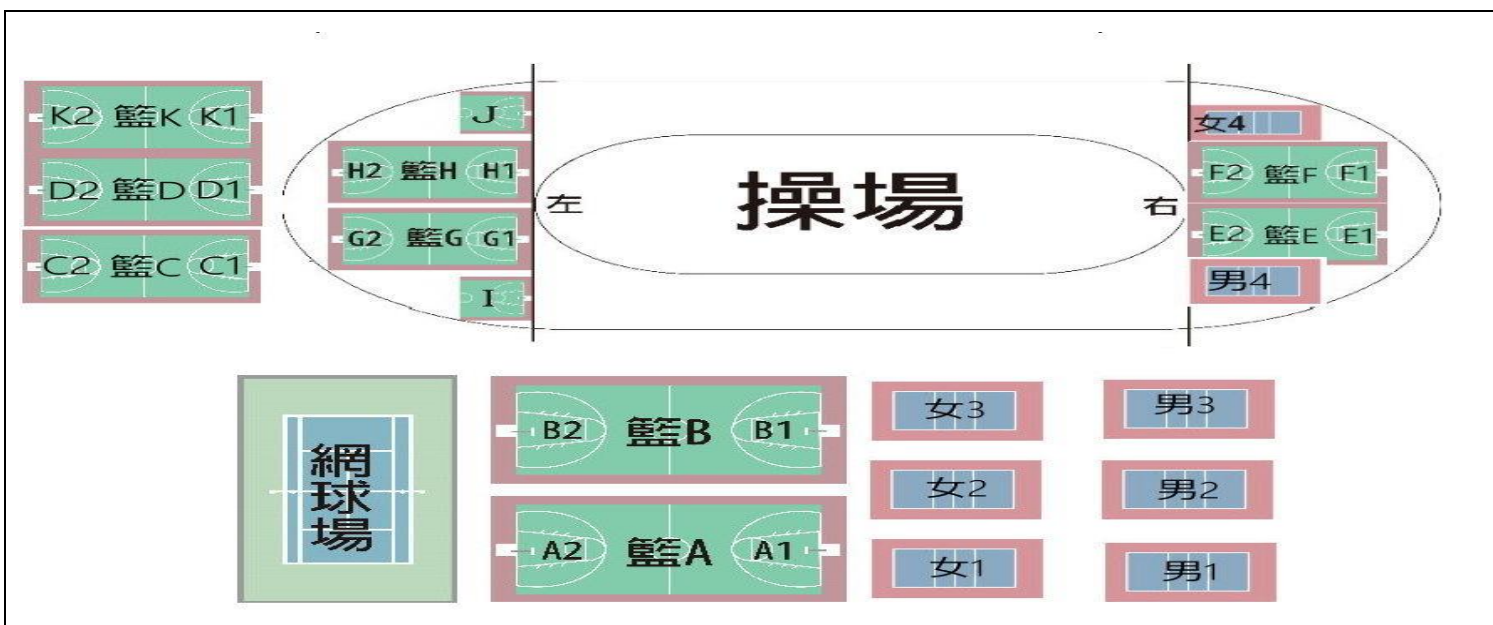 K2 籃K K1
D2 籃D D1
C2 籃C C1
J
H2 籃H H1
G2 籃G G1
I
左 操場 右
女4
F2 籃F F1
E2 籃E E1
男4
網球場
B2 籃B B1
A2 籃A A1
女3 男3
女2 男2
女1 男1